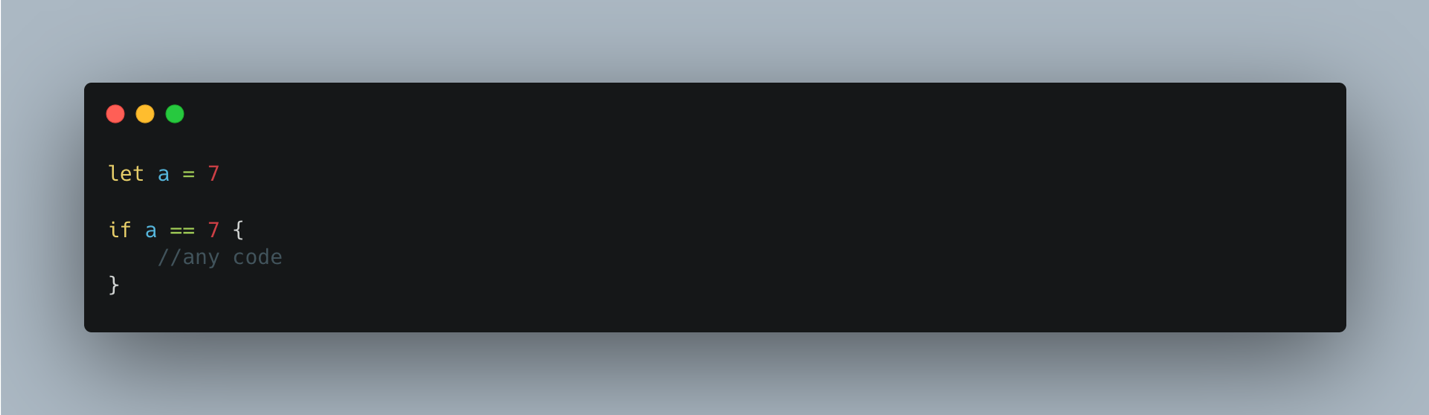 let a = 7
if a == 7 {
    //any code
}